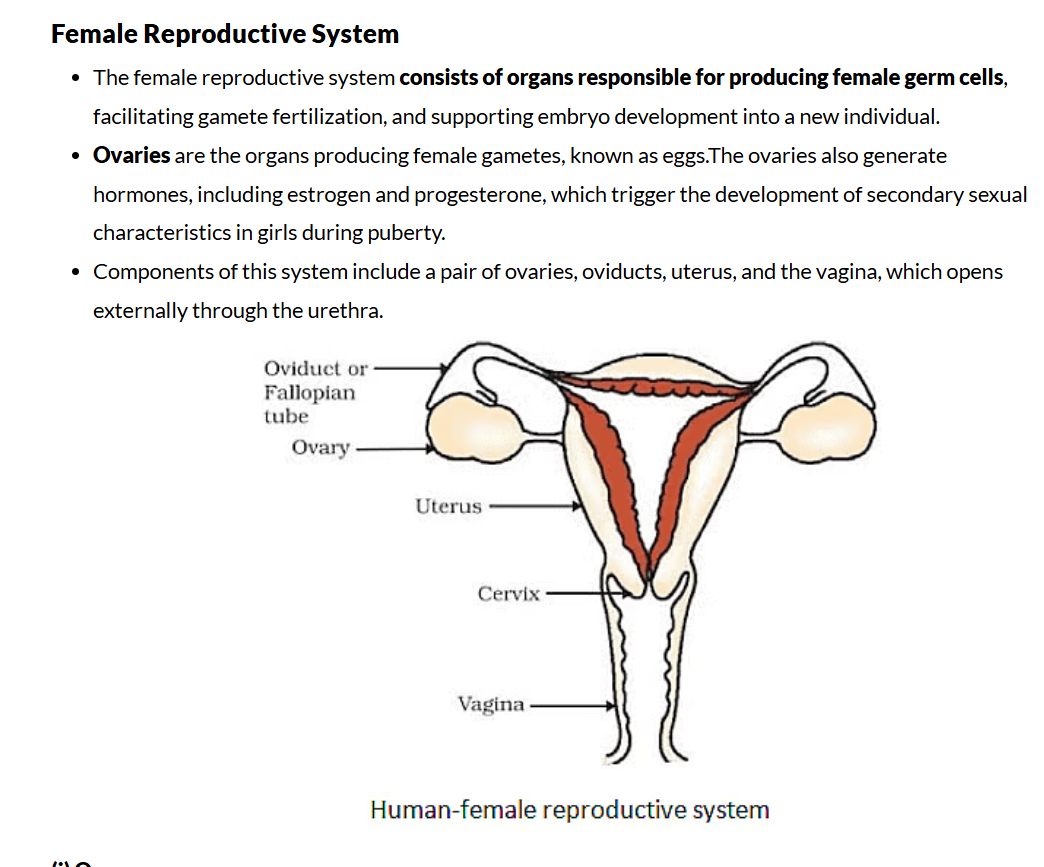 Female Reproductive System
• The female reproductive system consists of organs responsible for producing female germ cells,
facilitating gamete fertilization, and supporting embryo development into a new individual.
• Ovaries are the organs producing female gametes, known as eggs.The ovaries also generate
hormones, including estrogen and progesterone, which trigger the development of secondary sexual
characteristics in girls during puberty.
• Components of this system include a pair of ovaries, oviducts, uterus, and the vagina, which opens
externally through the urethra.
Oviduct or
Fallopian
tube
Ovary
Uterus
Cervix
Vagina
Human-female reproductive system